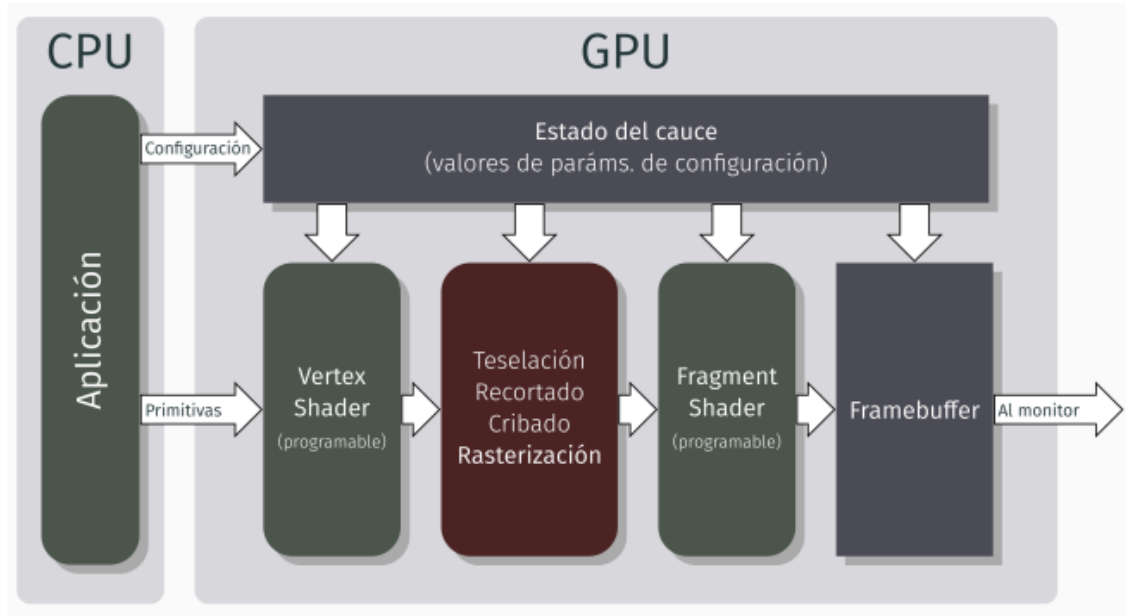 CPU
GPU
Aplicación
Configuración
Estado del cauce
(valores de paráms. de configuración)
Primitivas
Vertex
Shader
(programable)
Teselación
Recortado
Cribado
Rasterización
Fragment
Shader
(programable)
Framebuffer
Al monitor